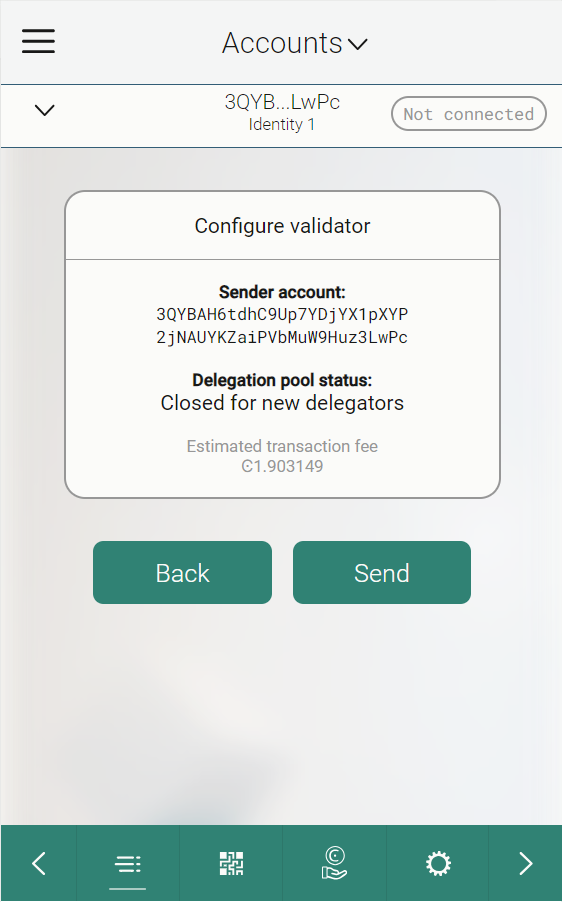 Accounts
3QYB...LwPc
Identity 1
Not connected
Configure validator
Sender account:
3QYBAH6tdhC9Up7YDjYX1pXYP
2jNAUYKZaiPVbMuW9Huz3LwPc
Delegation pool status:
Closed for new delegators
Estimated transaction fee
Ͼ1.903149
Back
Send